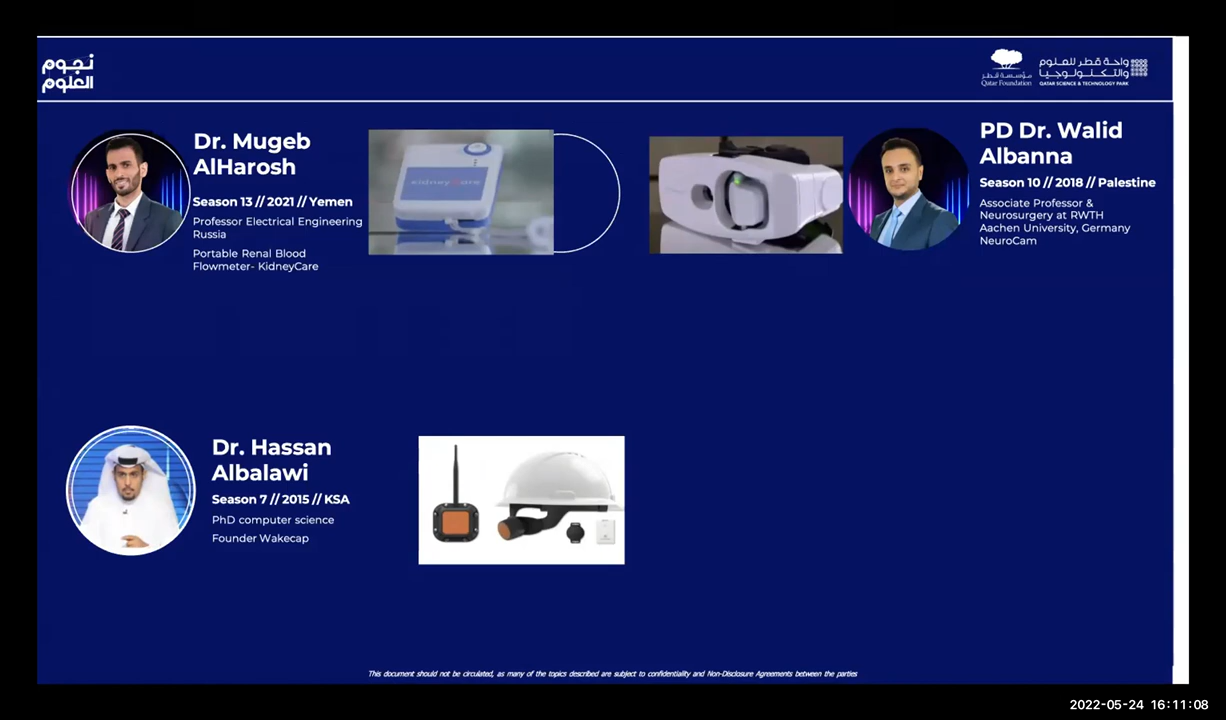 نجوم
العلوم
مؤسسة قطر
Qatar Foundation
واحة قطر للعلوم
والتكنولوجيا
QATAR SCIENCE & TECHNOLOGY PARK
Dr. Mugeb
AlHarosh
Season 13 // 2021 // Yemen
Professor Electrical Engineering
Russia
Portable Renal Blood
Flowmeter- KidneyCare
kidneyCare
PD Dr. Walid
Albanna
Season 10 // 2018 // Palestine
Associate Professor &
Neurosurgery at RWTH
Aachen University, Germany
NeuroCam
Dr. Hassan
Albalawi
Season 7 // 2015 // KSA
PhD computer science
Founder Wakecap
This document should not be circulated, as many of the topics described are subject to confidentiality and Non-Disclosure Agreements between the parties
2022-05-24 16:11:08